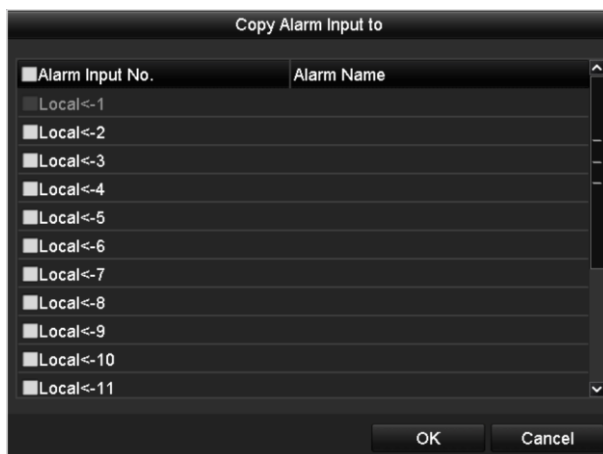 Copy Alarm Input to
Alarm Input No. Alarm Name
Local<-1
Local<-2
Local<-3
Local<-4
Local<-5
Local<-6
Local<-7
Local<-8
Local<-9
Local<-10
Local<-11
OK Cancel